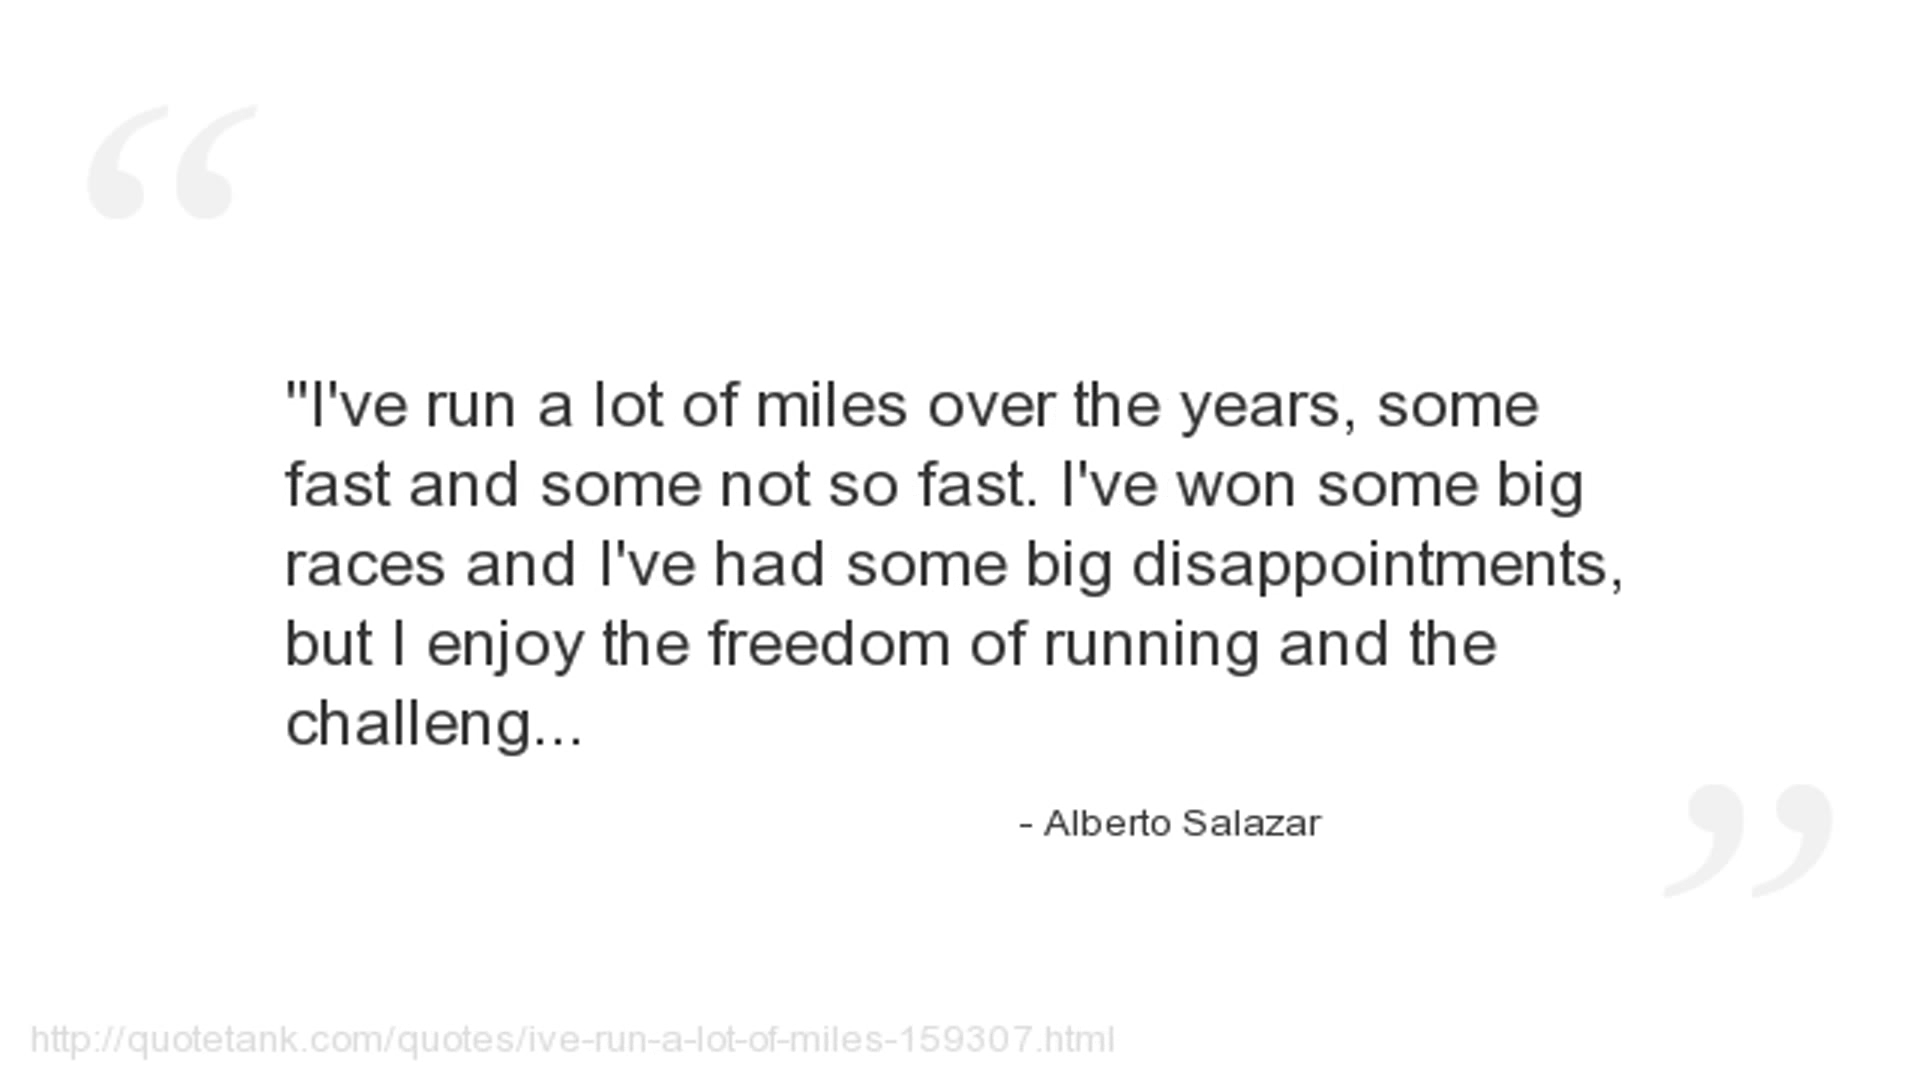 "I've run a lot of miles over the years, some
fast and some not so fast. I've won some big
races and I've had some big disappointments,
but I enjoy the freedom of running and the
challeng...
- Alberto Salazar
http://quotetank.com/quotes/ive-run-a-lot-of-miles-159307.html